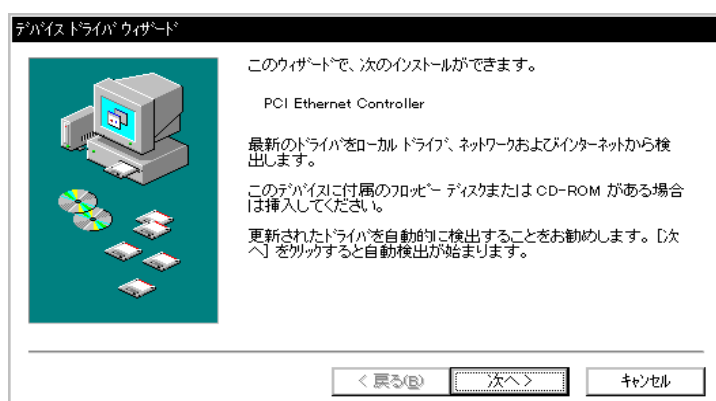 ﾃﾞﾊﾞｲｽ ﾄﾞﾗｲﾊﾞ ｳｨｻﾞｰﾄﾞ
このｳｨｻﾞｰﾄﾞで、次のｲﾝｽﾄｰﾙができます。
PCI Ethernet Controller
最新のﾄﾞﾗｲﾊﾞをﾛｰｶﾙ ﾄﾞﾗｲﾌﾞ、ﾈｯﾄﾜｰｸおよびｲﾝﾀｰﾈｯﾄから検
出します。
このﾃﾞﾊﾞｲｽに付属のﾌﾛｯﾋﾟｰ ﾃﾞｨｽｸまたは CD-ROM がある場合
は挿入してください。
更新されたﾄﾞﾗｲﾊﾞを自動的に検出することをお勧めします。［次
へ］をｸﾘｯｸすると自動検出が始まります。
< 戻る(B)
次へ >
ｷｬﾝｾﾙ